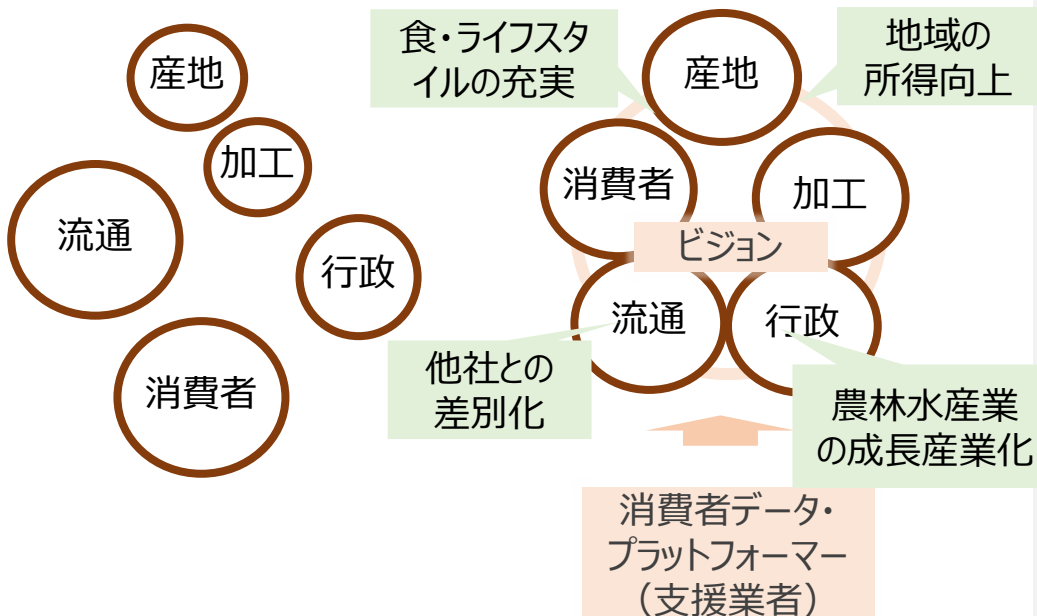 産地
加工
流通
行政
消費者
食・ライフスタ
イルの充実
産地
地域の
所得向上
消費者
加工
ビジョン
流通
行政
他社との
差別化
農林水産業
の成長産業化
消費者データ・
プラットフォーマー
（支援業者）